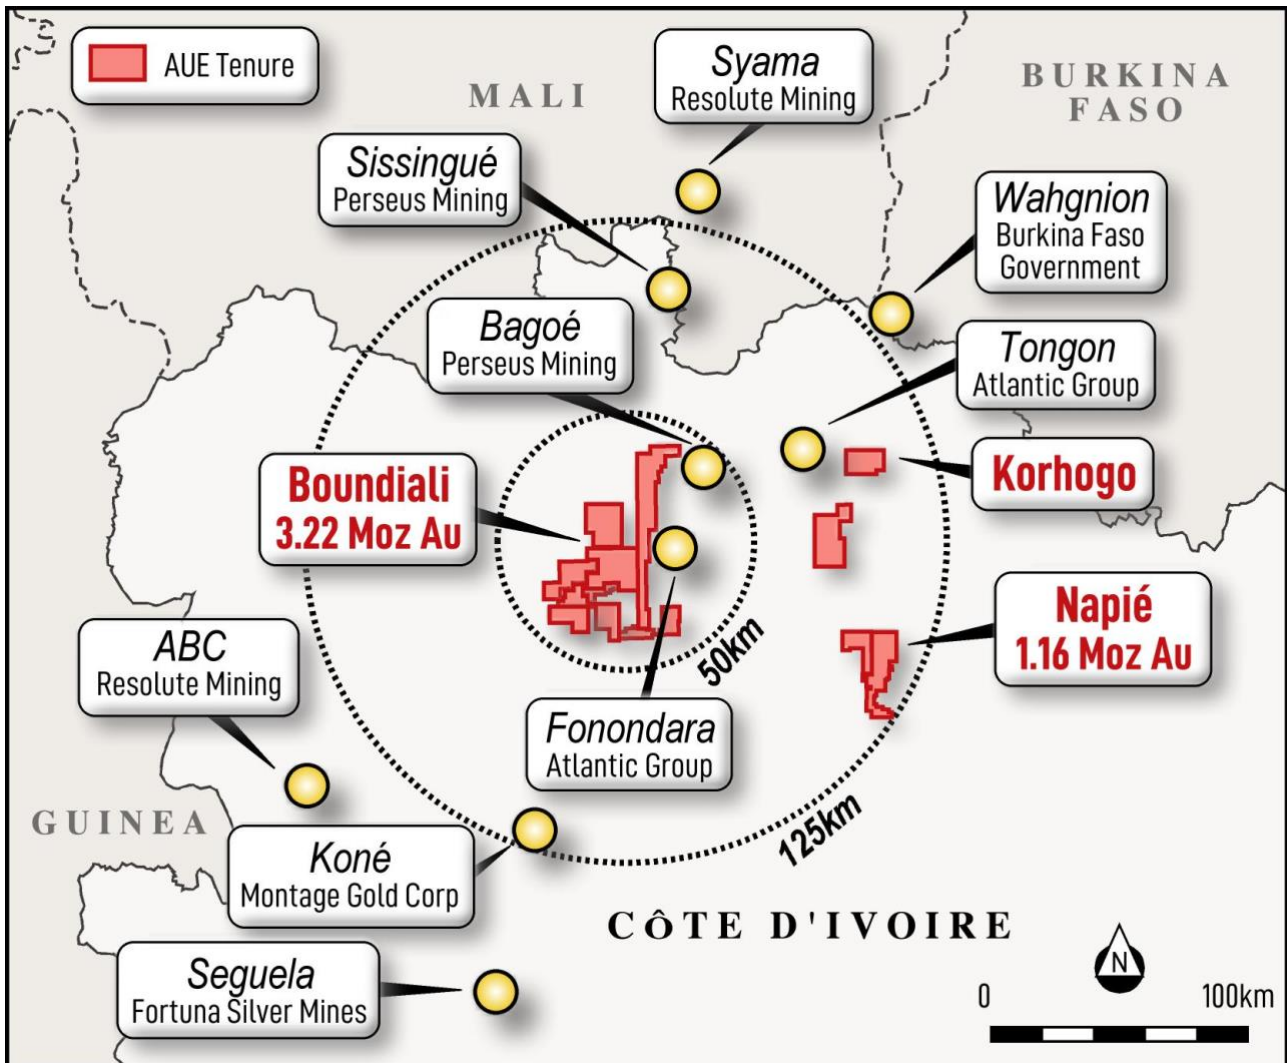 AUE Tenure
MALI
Syama
Resolute Mining
BURKINA
FASO
Sissingué
Perseus Mining
Wahgnion
Burkina Faso
Government
Bagoé
Perseus Mining
Tongon
Atlantic Group
Boundiali
3.22 Moz Au
Korhogo
Napié
1.16 Moz Au
50km
ABC
Resolute Mining
Fonondara
Atlantic Group
125km
GUINEA
Koné
Montage Gold Corp
CÔTE D'IVOIRE
Seguela
Fortuna Silver Mines
N
0 100km